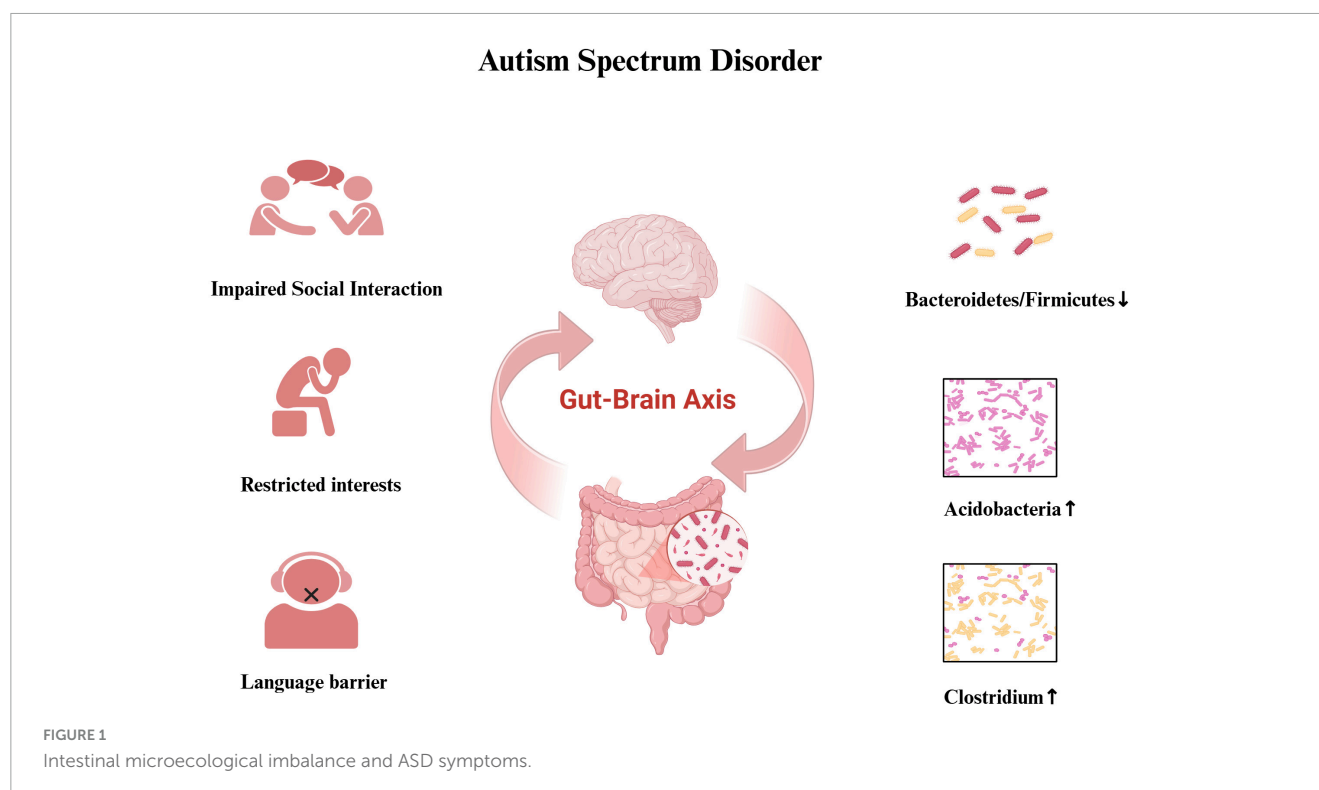 Autism Spectrum Disorder
Impaired Social Interaction
Restricted interests
Language barrier
Gut-Brain Axis
Bacteroidetes/Firmicutes↓
Acidobacteria↑
Clostridium↑
FIGURE 1
Intestinal microecological imbalance and ASD symptoms.